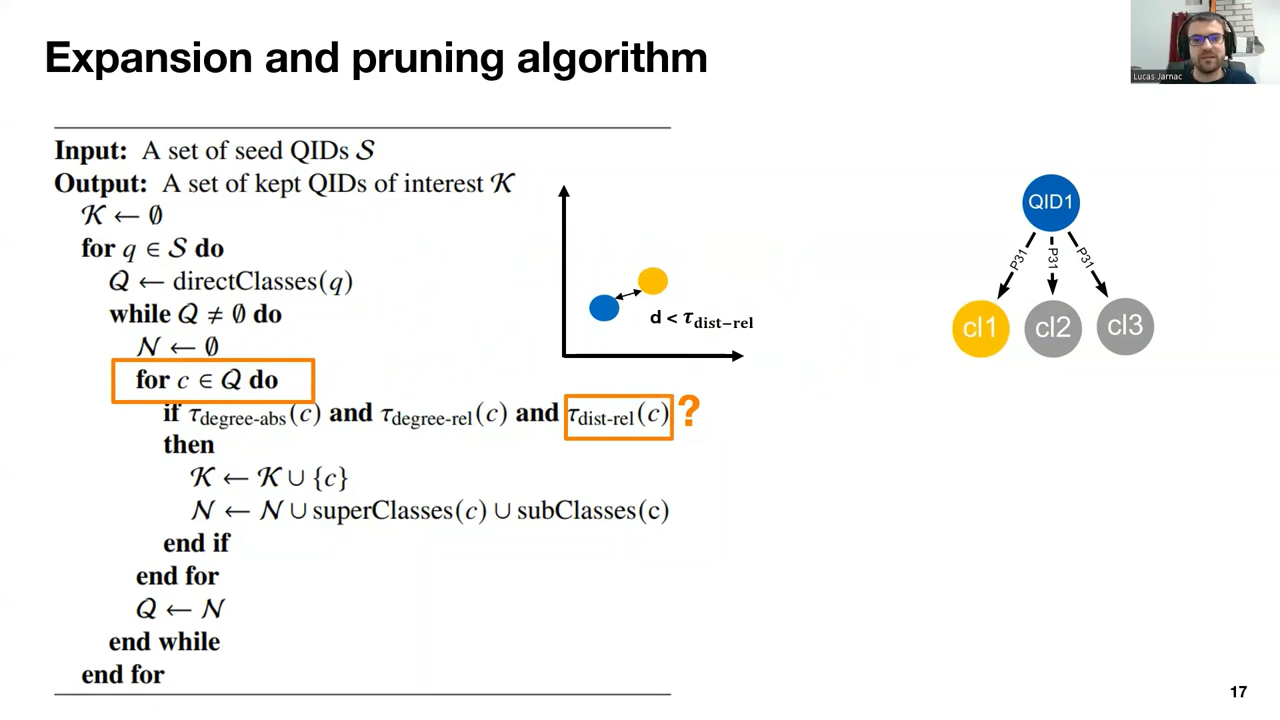 Expansion and pruning algorithm
Lucas Jarnac
Input: A set of seed QIDs 𝒮
Output: A set of kept QIDs of interest 𝒦
𝒦 ← ∅
for q ∈ 𝒮 do
𝒬 ← directClasses(q)
while 𝒬 ≠ ∅ do
𝒩 ← ∅
for c ∈ 𝒬 do
if τdegree-abs(c) and τdegree-rel(c) and τdist-rel(c) ?
then
𝒦 ← 𝒦 ∪ {c}
𝒩 ← 𝒩 ∪ superClasses(c) ∪ subClasses(c)
end if
end for
𝒬 ← 𝒩
end while
end for
d < τdist−rel
QID1
P31 P31 P31
cl1 cl2 cl3
17